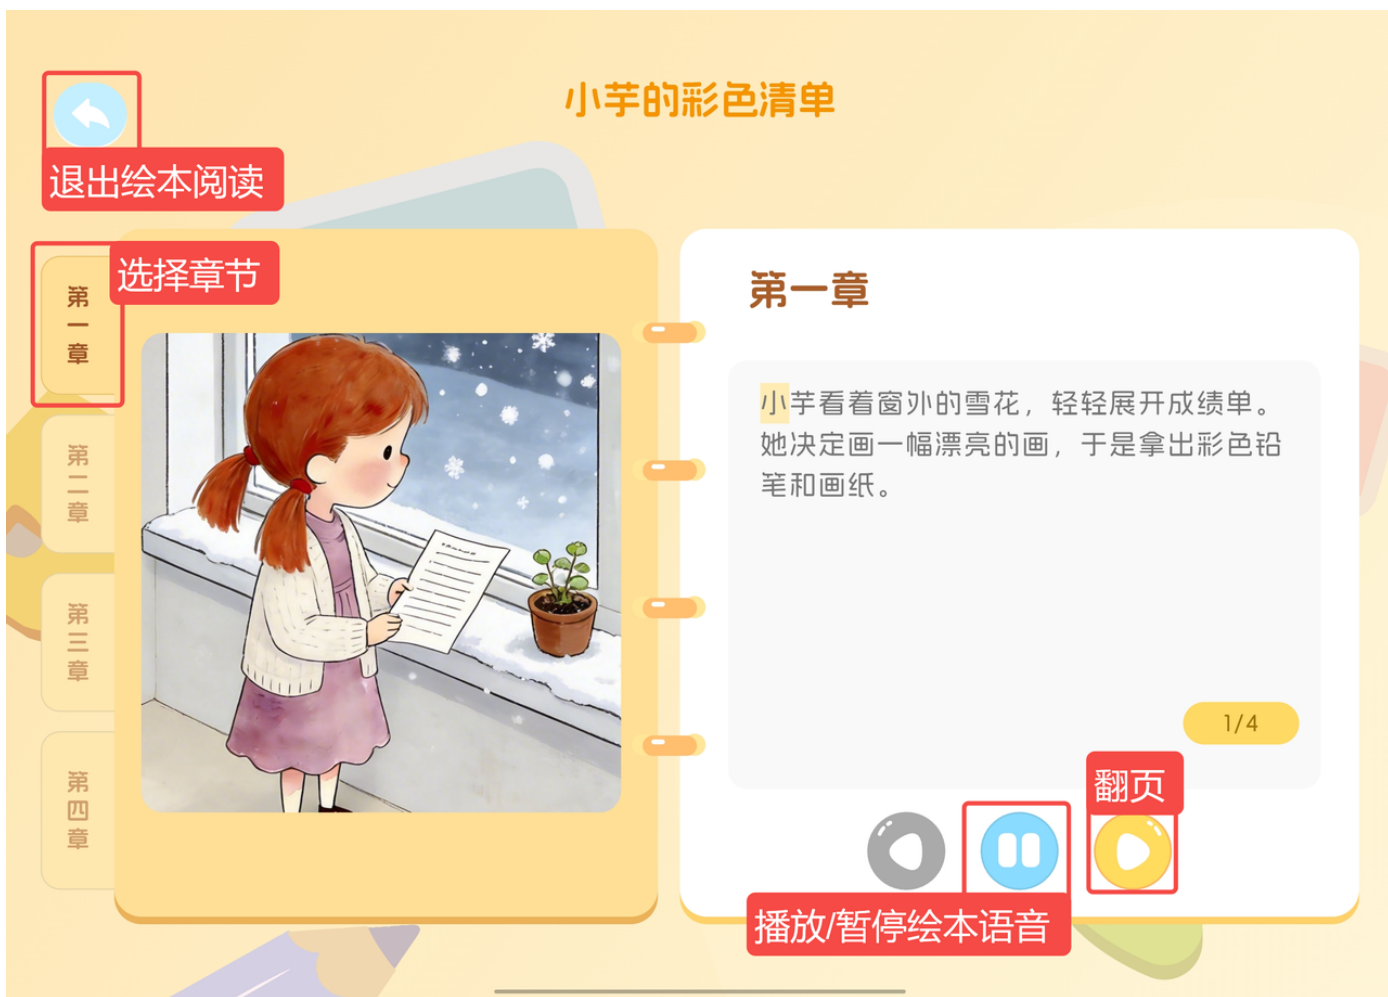 小芋的彩色清单
退出绘本阅读
选择章节
第一章
第二章
第三章
第四章
第一章
小芋看着窗外的雪花，轻轻展开成绩单。
她决定画一幅漂亮的画，于是拿出彩色铅
笔和画纸。
1/4
翻页
播放/暂停绘本语音